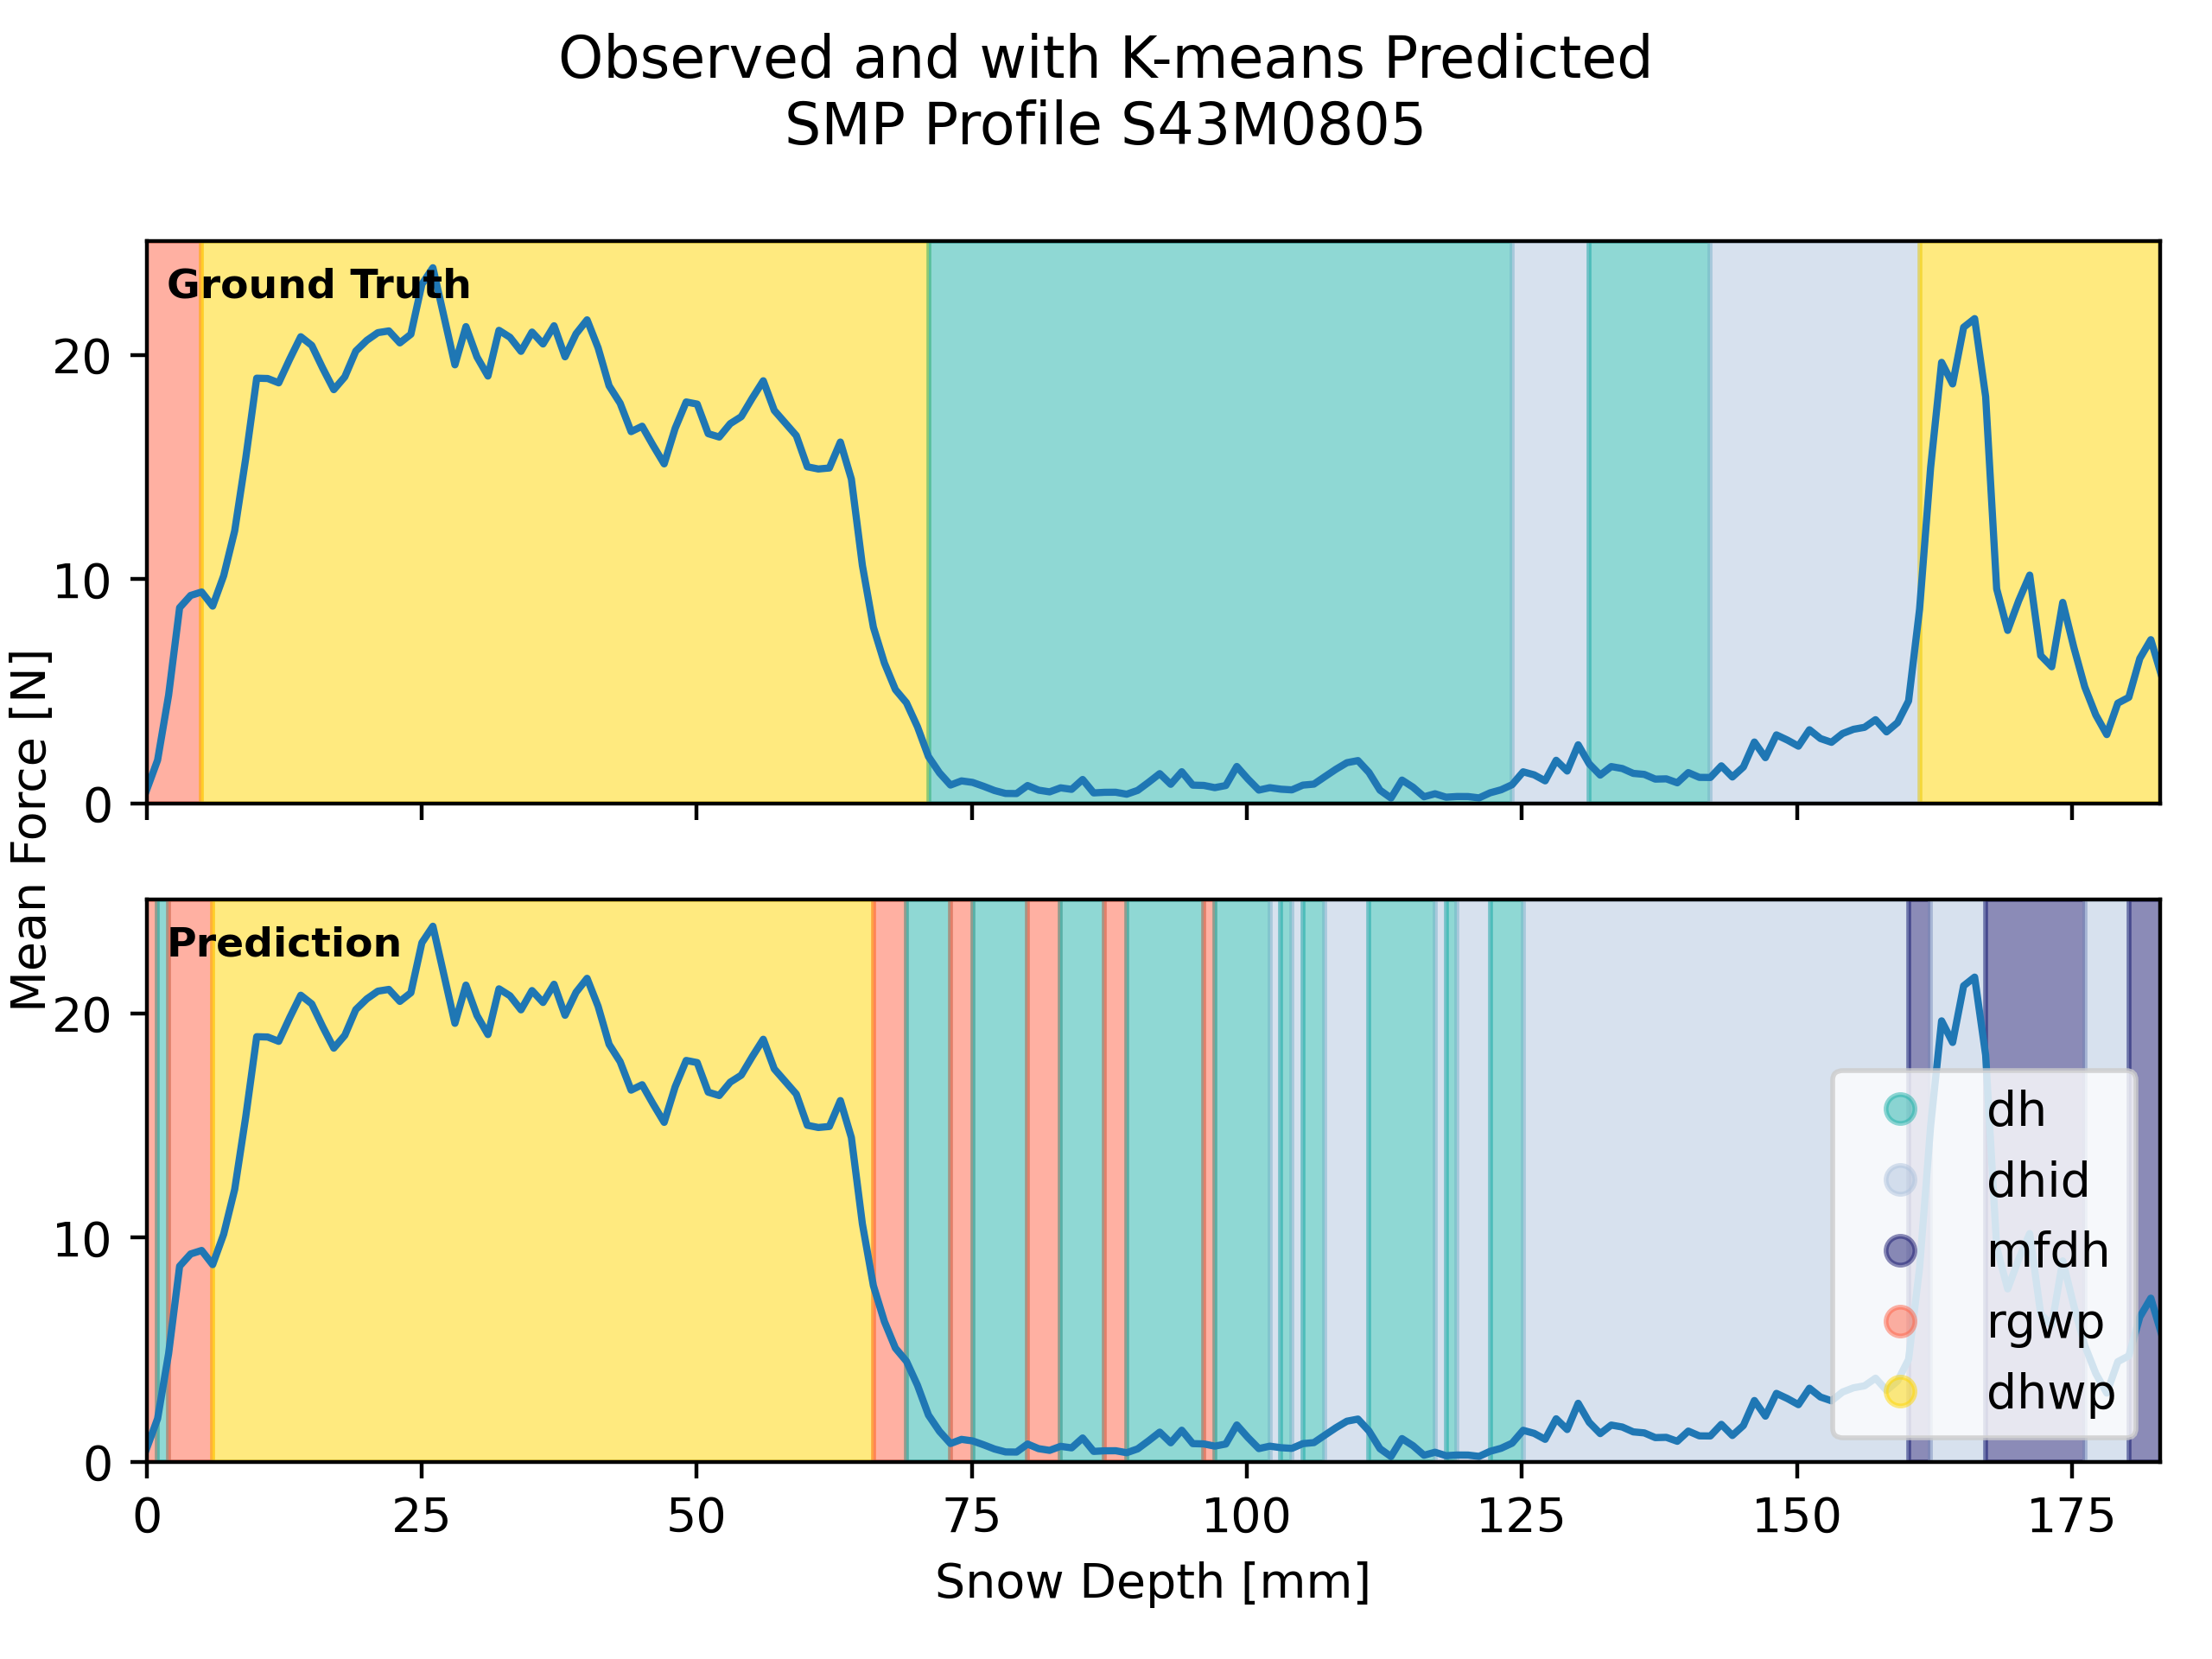 Observed and with K-means Predicted
SMP Profile S43M0805
Ground Truth
20
10
0
Mean Force [N]
Prediction
20
10
0
dh
dhid
mfdh
rgwp
dhwp
0 25 50 75 100 125 150 175
Snow Depth [mm]